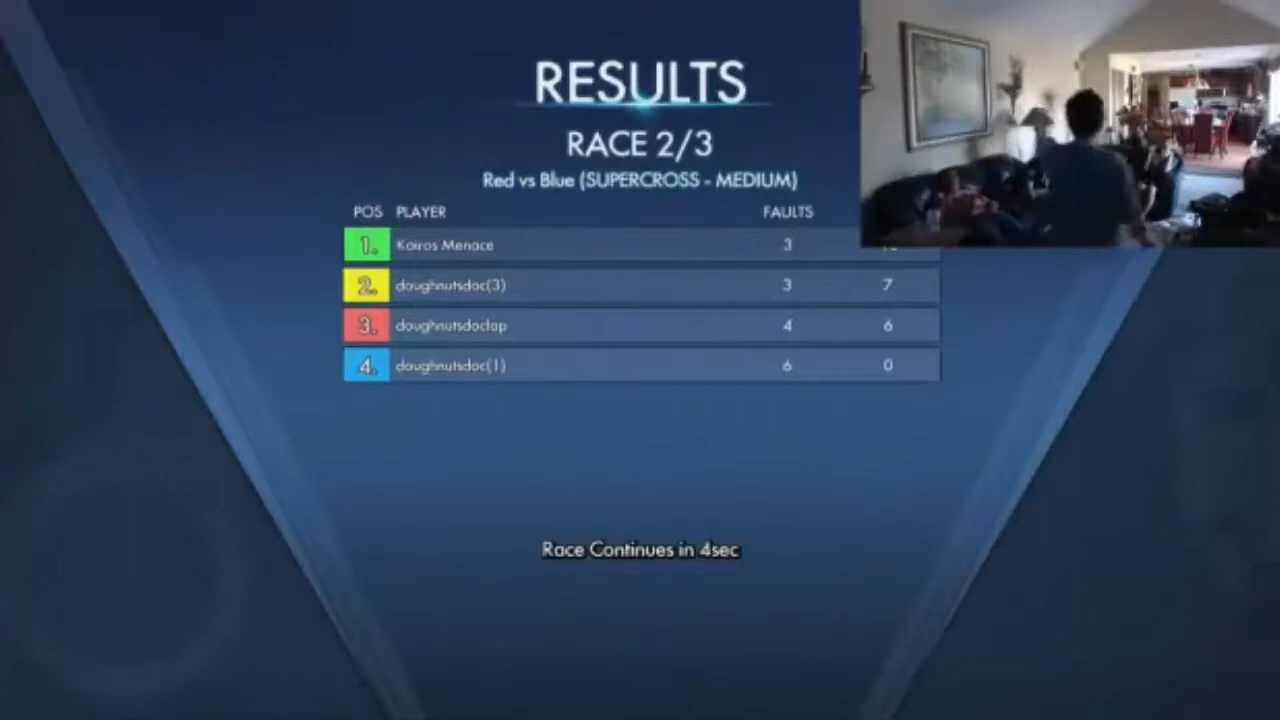 RESULTS
RACE 2/3
Red vs Blue (SUPERCROSS - MEDIUM)
POS PLAYER FAULTS
1. Kairos Menace 3
2. doughnutsdoc(3) 3 7
3. doughnutsdoclap 4 6
4. doughnutsdoc(1) 6 0
Race Continues in 4sec